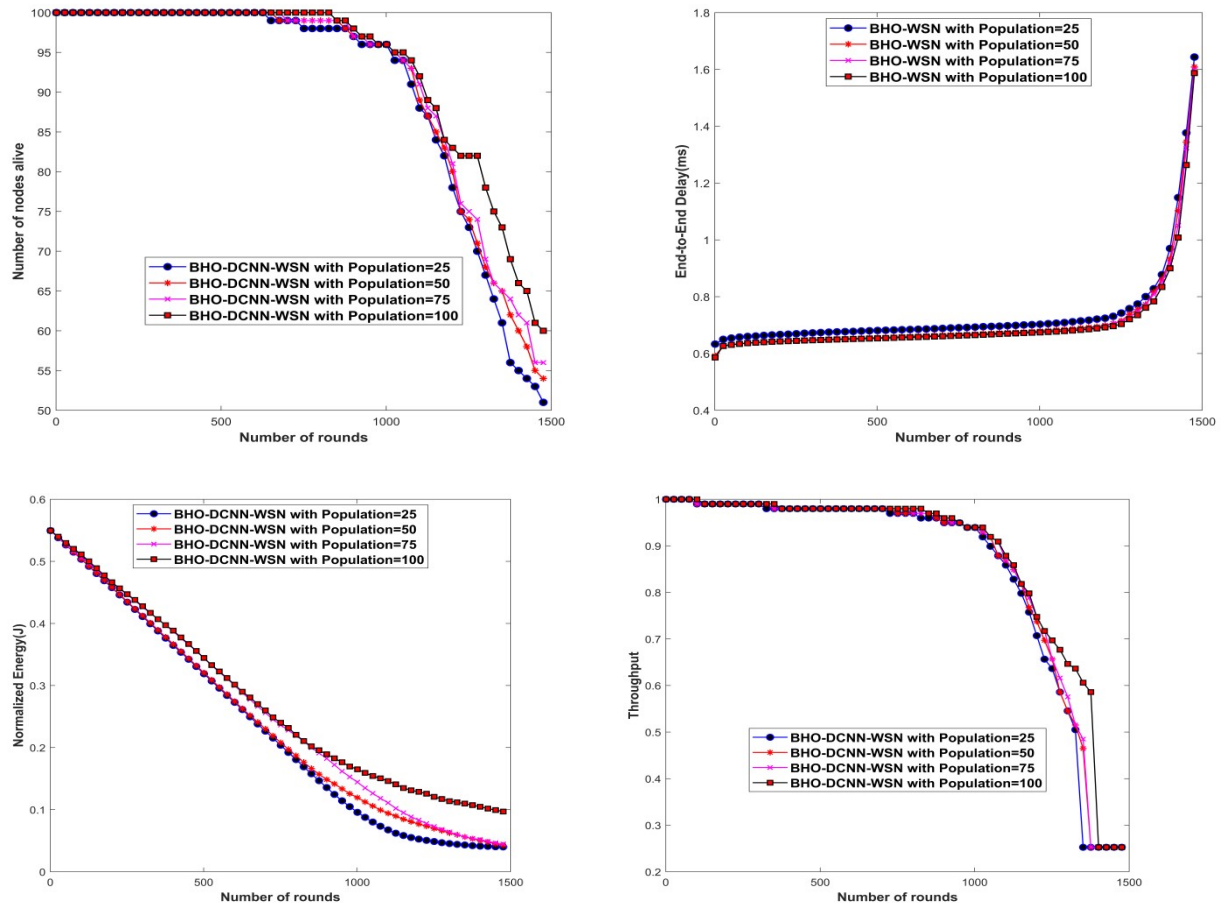 100
95
90
85
80
75
70
65
60
55
50
Number of nodes alive
BHO-DCNN-WSN with Population=25
BHO-DCNN-WSN with Population=50
BHO-DCNN-WSN with Population=75
BHO-DCNN-WSN with Population=100
0 500 1000 1500
Number of rounds
1.8
1.6
1.4
1.2
1
0.8
0.6
0.4
End-to-End Delay(ms)
BHO-WSN with Population=25
BHO-WSN with Population=50
BHO-WSN with Population=75
BHO-WSN with Population=100
0 500 1000 1500
Number of rounds
0.6
0.5
0.4
0.3
0.2
0.1
0
Normalized Energy(J)
BHO-DCNN-WSN with Population=25
BHO-DCNN-WSN with Population=50
BHO-DCNN-WSN with Population=75
BHO-DCNN-WSN with Population=100
0 500 1000 1500
Number of rounds
1
0.9
0.8
0.7
0.6
0.5
0.4
0.3
0.2
Throughput
BHO-DCNN-WSN with Population=25
BHO-DCNN-WSN with Population=50
BHO-DCNN-WSN with Population=75
BHO-DCNN-WSN with Population=100
0 500 1000 1500
Number of rounds